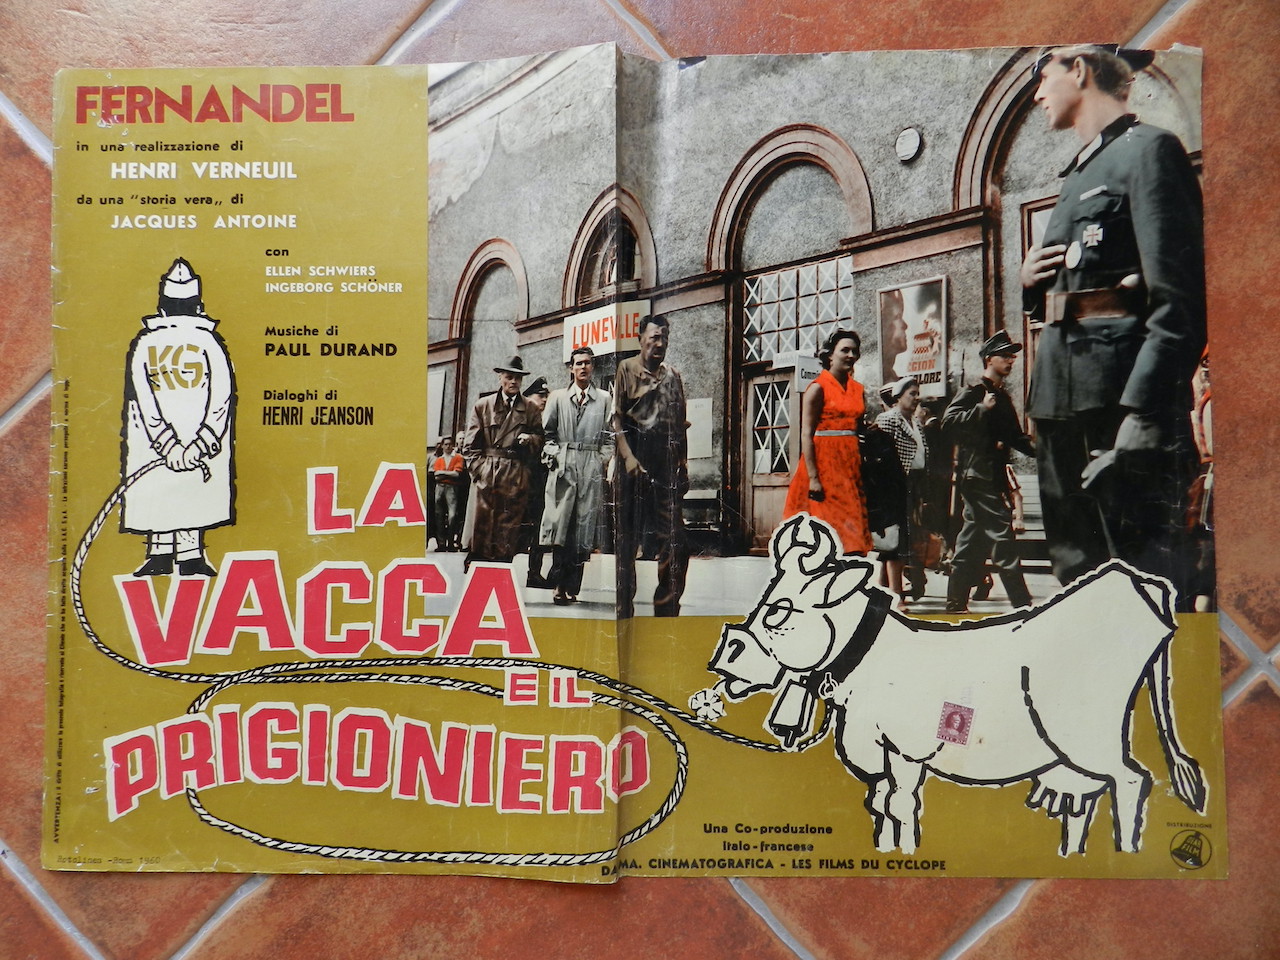 FERNANDEL
in una realizzazione di
HENRI VERNEUIL
da una "storia vera„ di
JACQUES ANTOINE
con
ELLEN SCHWIERS
INGEBORG SCHÖNER
Musiche di
PAUL DURAND
Dialoghi di
HENRI JEANSON
KG
LUNEVILLE
LA
VACCA
E IL
PRIGIONIERO
Una Co-produzione
italo-francese
DA.MA. CINEMATOGRAFICA - LES FILMS DU CYCLOPE
DISTRIBUZIONE